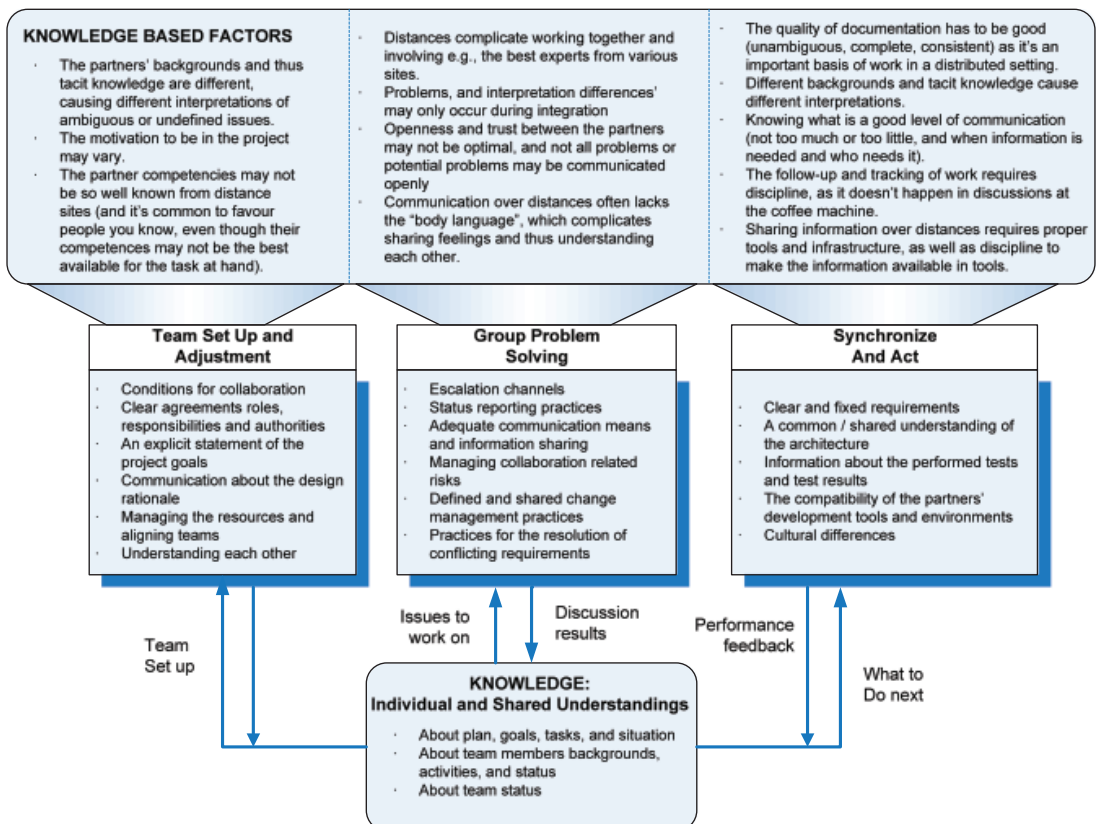 KNOWLEDGE BASED FACTORS
· The partners' backgrounds and thus
tacit knowledge are different,
causing different interpretations of
ambiguous or undefined issues.
· The motivation to be in the project
may vary.
· The partner competencies may not
be so well known from distance
sites (and it's common to favour
people you know, even though their
competences may not be the best
available for the task at hand).
· Distances complicate working together and
involving e.g., the best experts from various
sites.
· Problems, and interpretation differences'
may only occur during integration
· Openness and trust between the partners
may not be optimal, and not all problems or
potential problems may be communicated
openly
· Communication over distances often lacks
the "body language", which complicates
sharing feelings and thus understanding
each other.
· The quality of documentation has to be good
(unambiguous, complete, consistent) as it's an
important basis of work in a distributed setting.
· Different backgrounds and tacit knowledge cause
different interpretations.
· Knowing what is a good level of communication
(not too much or too little, and when information is
needed and who needs it).
· The follow-up and tracking of work requires
discipline, as it doesn't happen in discussions at
the coffee machine.
· Sharing information over distances requires proper
tools and infrastructure, as well as discipline to
make the information available in tools.
Team Set Up and
Adjustment
· Conditions for collaboration
· Clear agreements roles,
responsibilities and authorities
· An explicit statement of the
project goals
· Communication about the design
rationale
· Managing the resources and
aligning teams
· Understanding each other
Group Problem
Solving
· Escalation channels
· Status reporting practices
· Adequate communication means
and information sharing
· Managing collaboration related
risks
· Defined and shared change
management practices
· Practices for the resolution of
conflicting requirements
Synchronize
And Act
· Clear and fixed requirements
· A common / shared understanding of
the architecture
· Information about the performed tests
and test results
· The compatibility of the partners'
development tools and environments
· Cultural differences
Team
Set up
Issues to
work on
Discussion
results
Performance
feedback
What to
Do next
KNOWLEDGE:
Individual and Shared Understandings
· About plan, goals, tasks, and situation
· About team members backgrounds,
activities, and status
· About team status